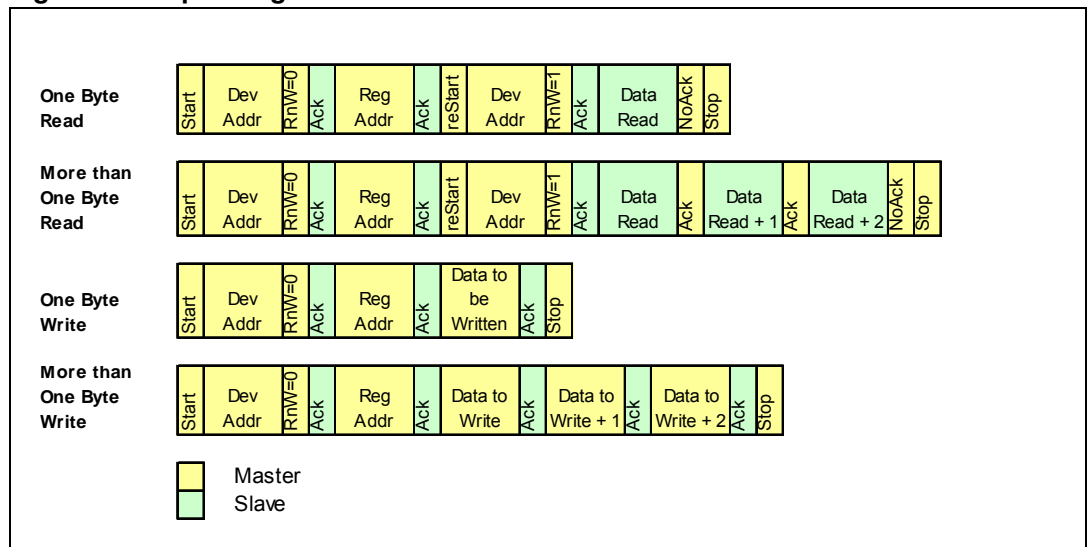 One Byte
Read
Start
Dev
Addr
RnW=0
Ack
Reg
Addr
Ack
reStart
Dev
Addr
RnW=1
Ack
Data
Read
NoAck
Stop
More than
One Byte
Read
Start
Dev
Addr
RnW=0
Ack
Reg
Addr
Ack
reStart
Dev
Addr
RnW=1
Ack
Data
Read
Ack
Data
Read + 1
Ack
Data
Read + 2
NoAck
Stop
One Byte
Write
Start
Dev
Addr
RnW=0
Ack
Reg
Addr
Ack
Data to
be
Written
Ack
Stop
More than
One Byte
Write
Start
Dev
Addr
RnW=0
Ack
Reg
Addr
Ack
Data to
Write
Ack
Data to
Write + 1
Ack
Data to
Write + 2
Ack
Stop
Master
Slave